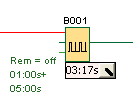 B001
Rem = off
01:00s+
05:00s
03:17s